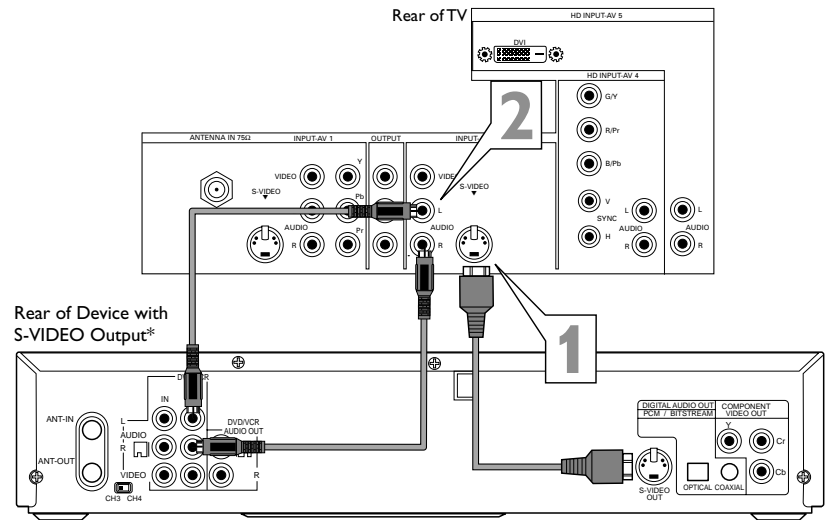 Rear of TV
HD INPUT-AV 5
DVI
HD INPUT-AV 4
G/Y
R/Pr
B/Pb
V
SYNC
H
L
AUDIO
R
L
AUDIO
R
2
ANTENNA IN 75Ω
INPUT-AV 1
OUTPUT
INPUT-
VIDEO
Y
S-VIDEO
Pb
AUDIO
R
Pr
S-VIDEO
L
AUDIO
R
1
Rear of Device with
S-VIDEO Output*
ANT-IN
ANT-OUT
CH3 CH4
IN
L
AUDIO
R
VIDEO
DVD/VCR
AUDIO OUT
R
DIGITAL AUDIO OUT
PCM / BITSTREAM
COMPONENT
VIDEO OUT
Y
Cr
Cb
S-VIDEO
OUT
OPTICAL COAXIAL